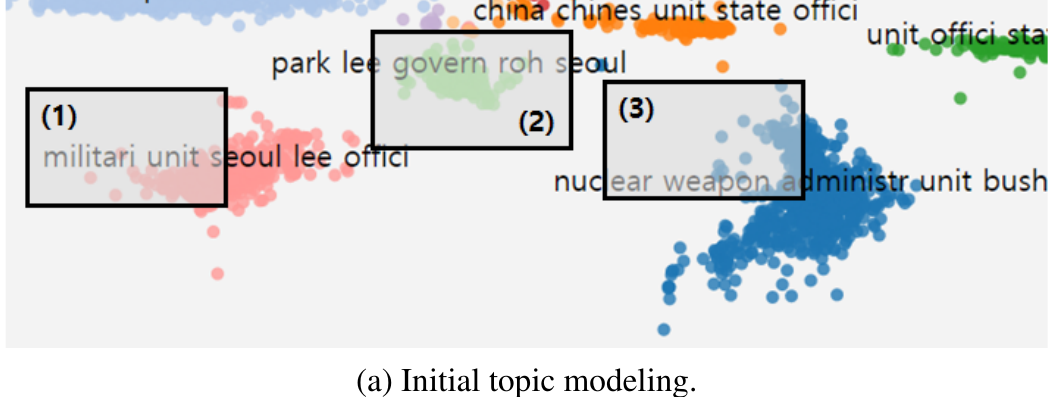 china chines unit state offici
unit offici sta
park lee govern roh seoul
(1)
(2)
(3)
militari unit seoul lee offici
nuclear weapon administr unit bush
(a) Initial topic modeling.